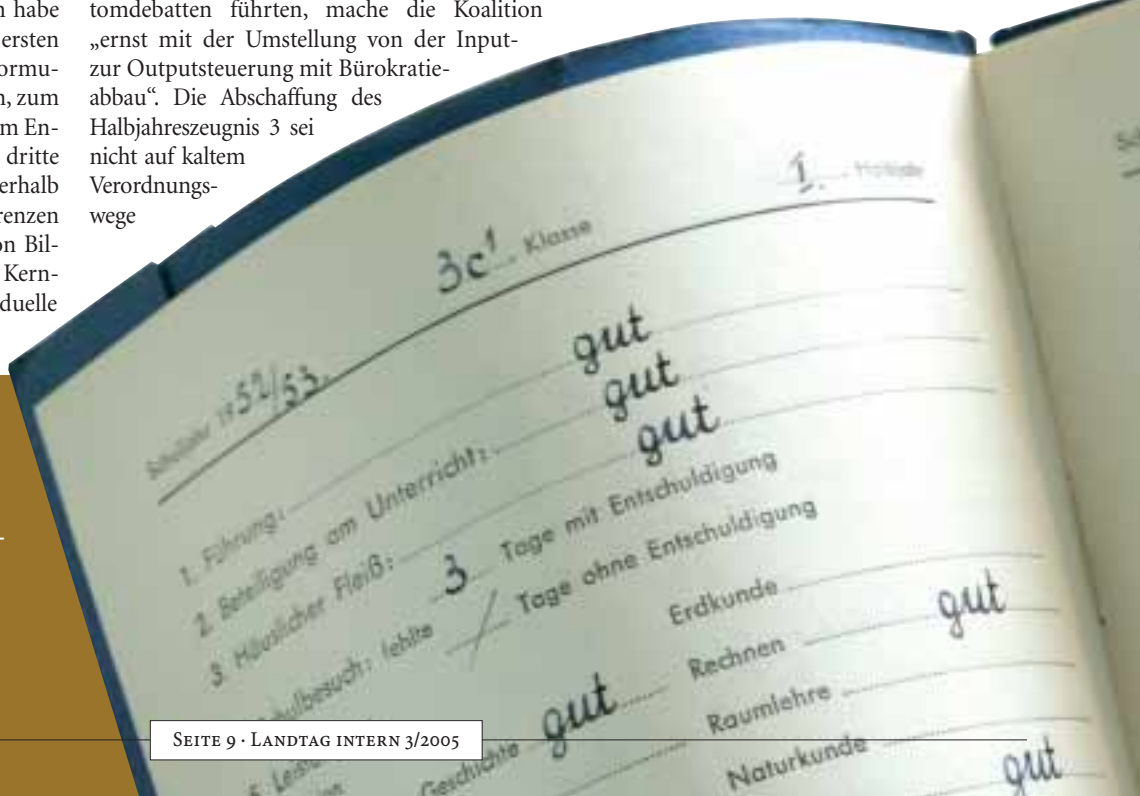 habe
ersten
ormu-
n, zum
m En-
dritte
erhalb
renzen
on Bil-
Kern-
duelle
tomdebatten führten, mache die Koalition
„ernst mit der Umstellung von der Input-
zur Outputsteuerung mit Bürokratie-
abbau“. Die Abschaffung des
Halbjahreszeugnis 3 sei
nicht auf kaltem
Verordnungs-
wege
1.
3c¹. Klasse
Schuljahr 1952/53.
1. Führung: gut
2. Beteiligung am Unterricht: gut
3. Häuslicher Fleiß: gut
Schulbesuch: fehlte 3 Tage mit Entschuldigung
/ Tage ohne Entschuldigung
Erdkunde
Rechnen gut
Raumlehre
Geschichte gut
Naturkunde gut
SEITE 9 · LANDTAG INTERN 3/2005